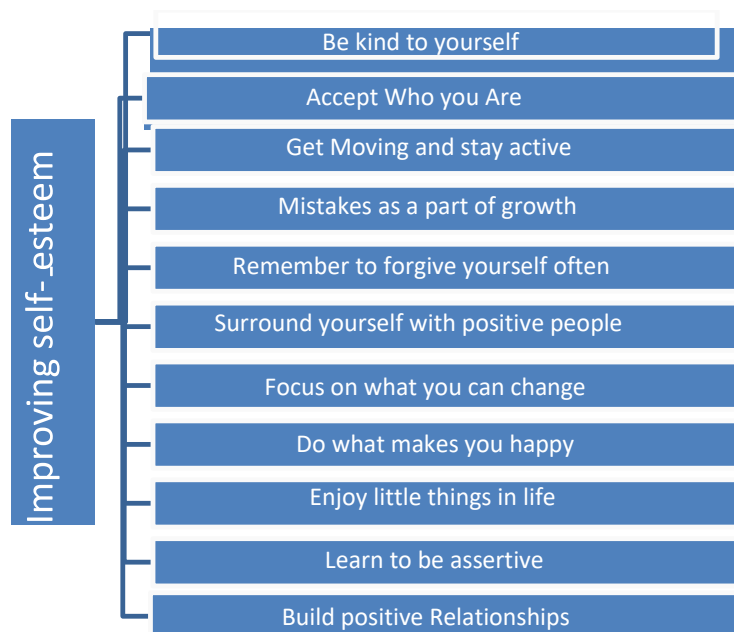 Improving self-_esteem
Be kind to yourself
Accept Who you Are
Get Moving and stay active
Mistakes as a part of growth
Remember to forgive yourself often
Surround yourself with positive people
Focus on what you can change
Do what makes you happy
Enjoy little things in life
Learn to be assertive
Build positive Relationships